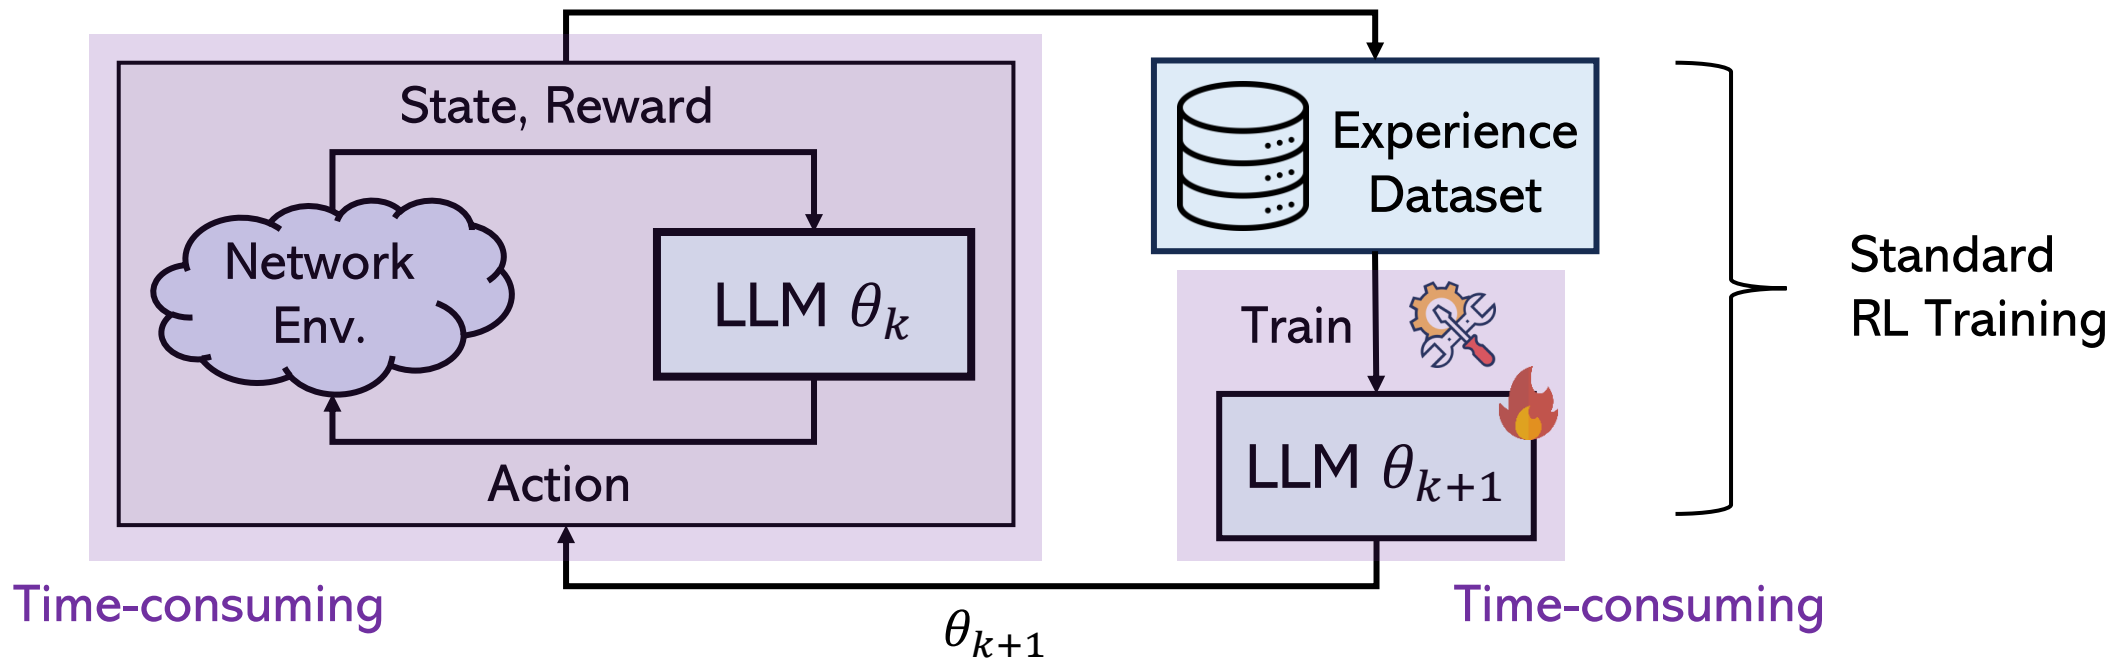 State, Reward
Network
Env.
LLM θₖ
Action
Time-consuming
Experience
Dataset
Train
LLM θₖ₊₁
Time-consuming
θₖ₊₁
Standard
RL Training